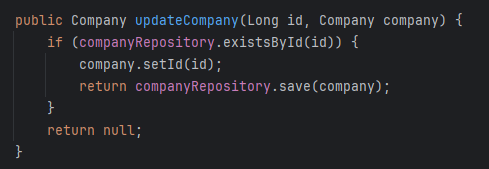 public Company updateCompany(Long id, Company company) {
    if (companyRepository.existsById(id)) {
        company.setId(id);
        return companyRepository.save(company);
    }
    return null;
}